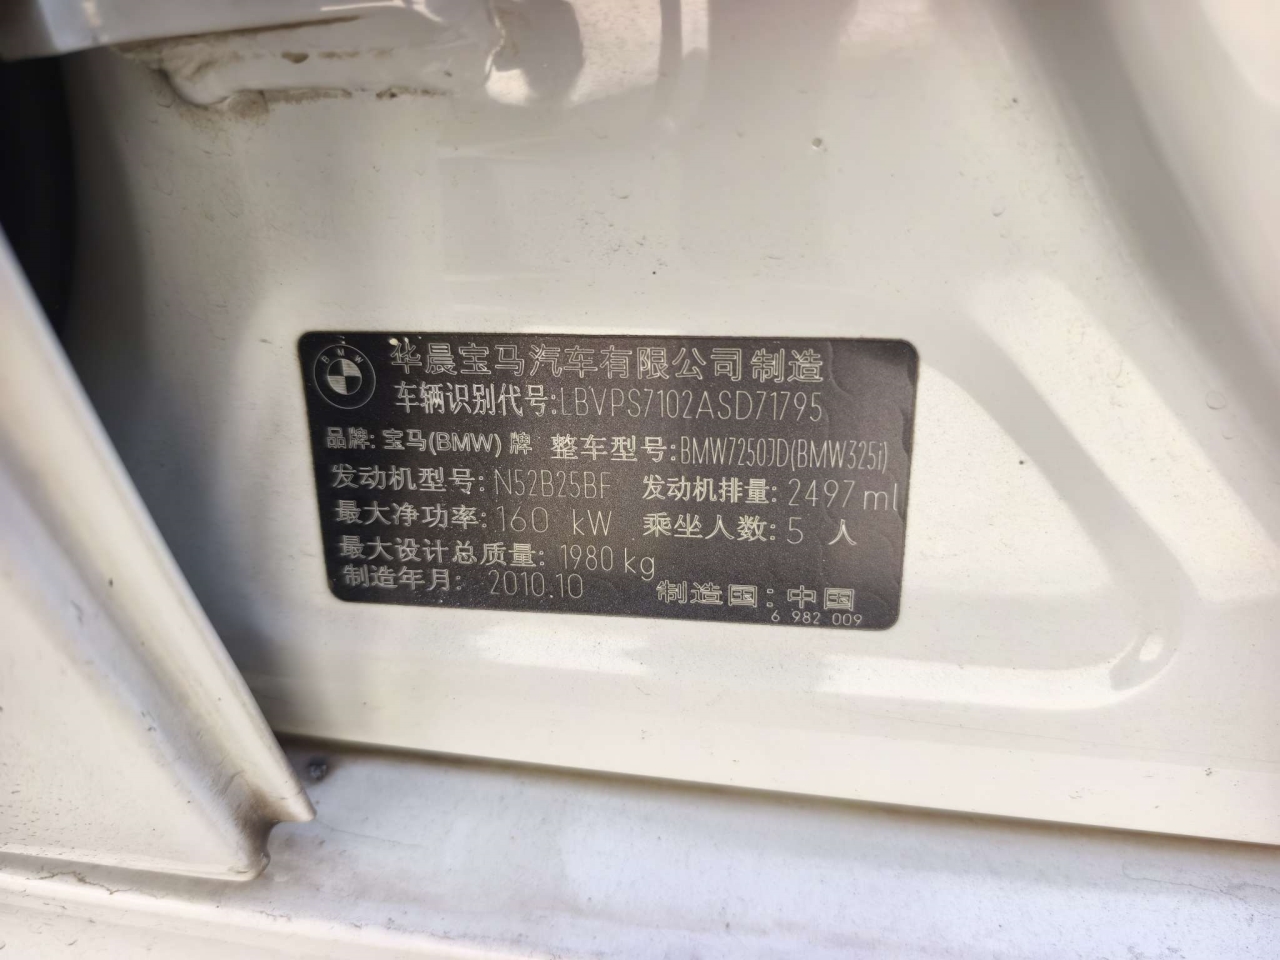 BMW
华晨宝马汽车有限公司制造
车辆识别代号:LBVPS7102ASD71795
品牌: 宝马(BMW) 牌 整车型号:BMW7250JD(BMW325i)
发动机型号: N52B25BF 发动机排量: 2497 ml
最大净功率: 160 kW 乘坐人数: 5 人
最大设计总质量: 1980 kg
制造年月: 2010.10 制造国: 中国
6 982 009